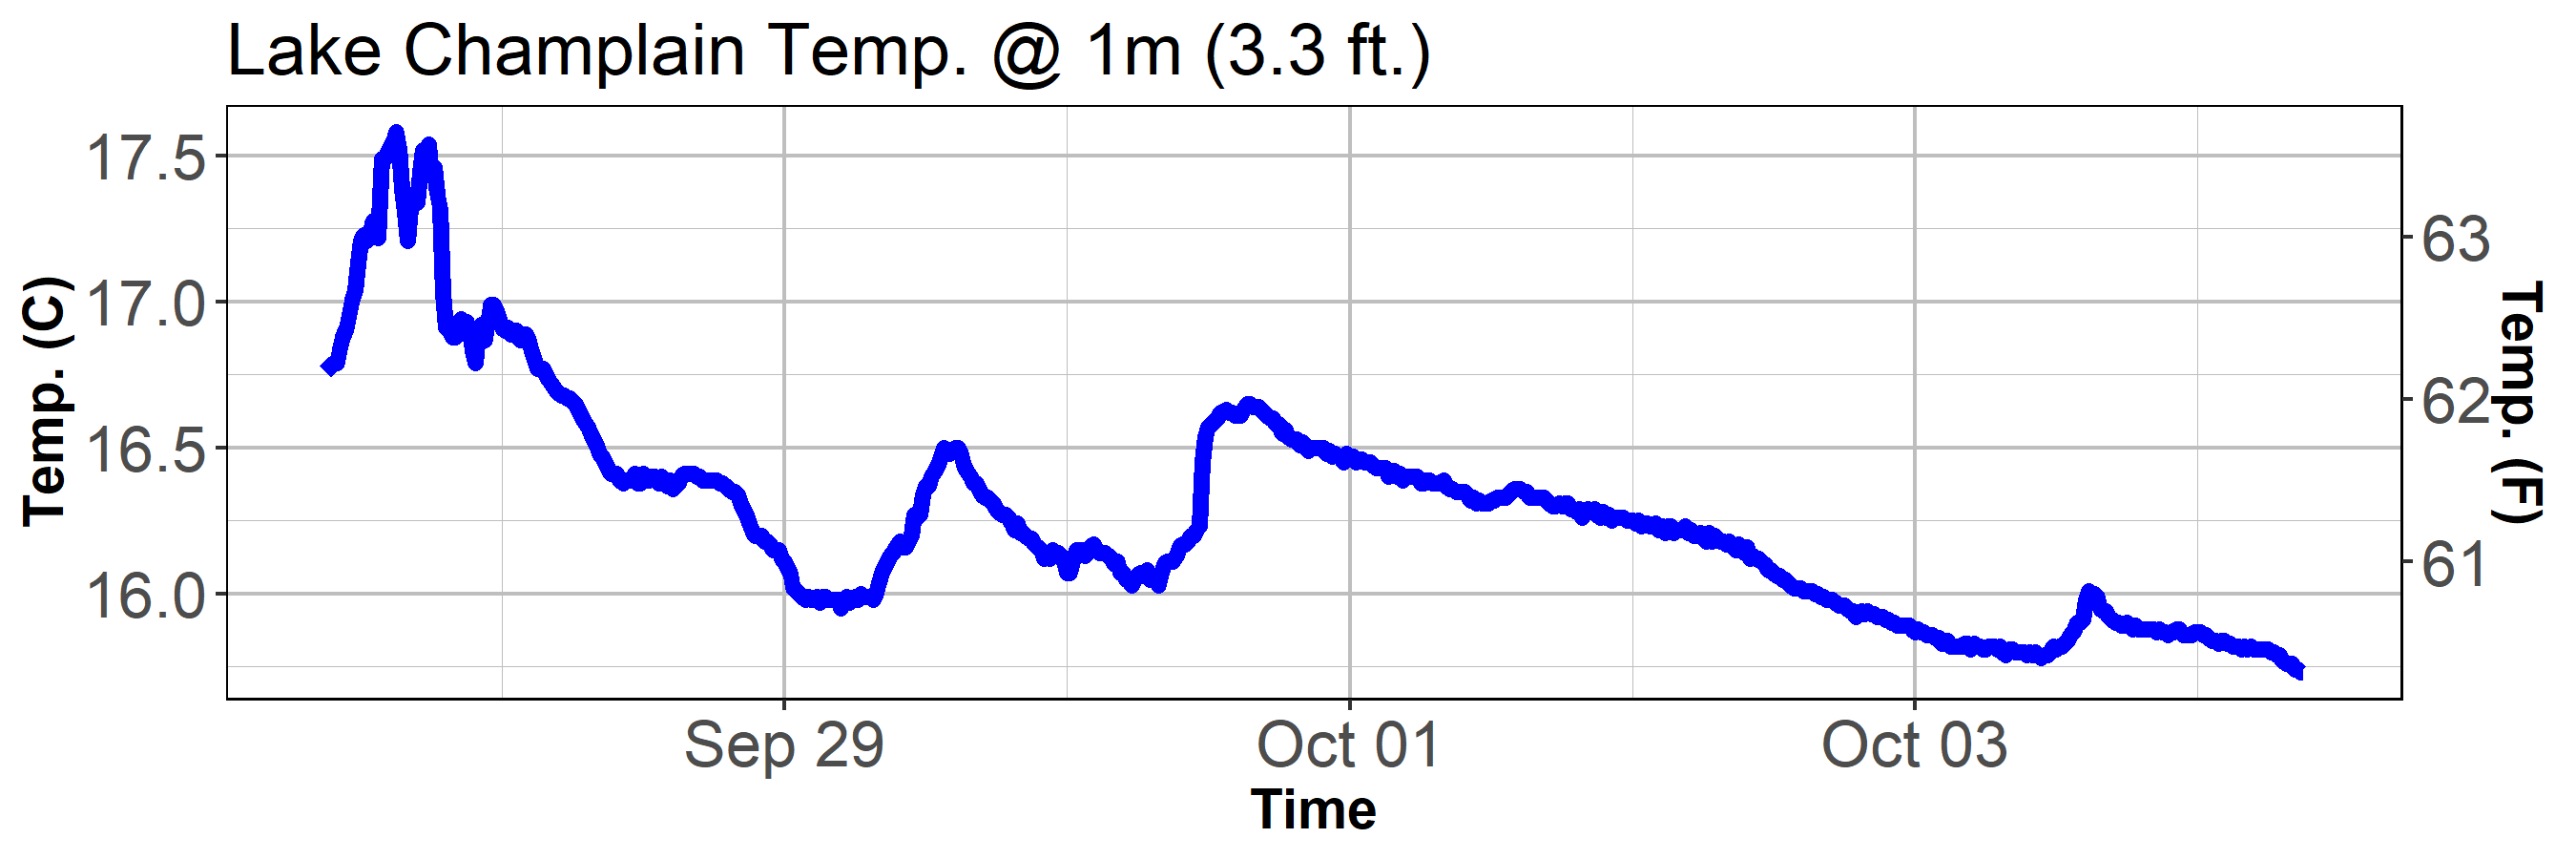 Lake Champlain Temp. @ 1m (3.3 ft.)
17.5
17.0
16.5
16.0
Temp. (C)
63
62
61
Temp. (F)
Sep 29
Oct 01
Oct 03
Time